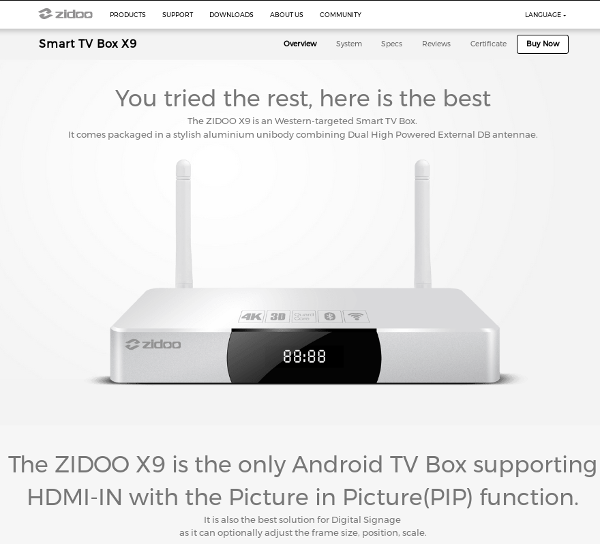 zidoo PRODUCTS SUPPORT DOWNLOADS ABOUT US COMMUNITY LANGUAGE
Smart TV Box X9 Overview System Specs Reviews Certificate Buy Now
You tried the rest, here is the best
The ZIDOO X9 is an Western-targeted Smart TV Box.
It comes packaged in a stylish aluminium unibody combining Dual High Powered External DB antennae.
4K 3D
zidoo 88:88
The ZIDOO X9 is the only Android TV Box supporting
HDMI-IN with the Picture in Picture(PIP) function.
It is also the best solution for Digital Signage
as it can optionally adjust the frame size, position, scale.